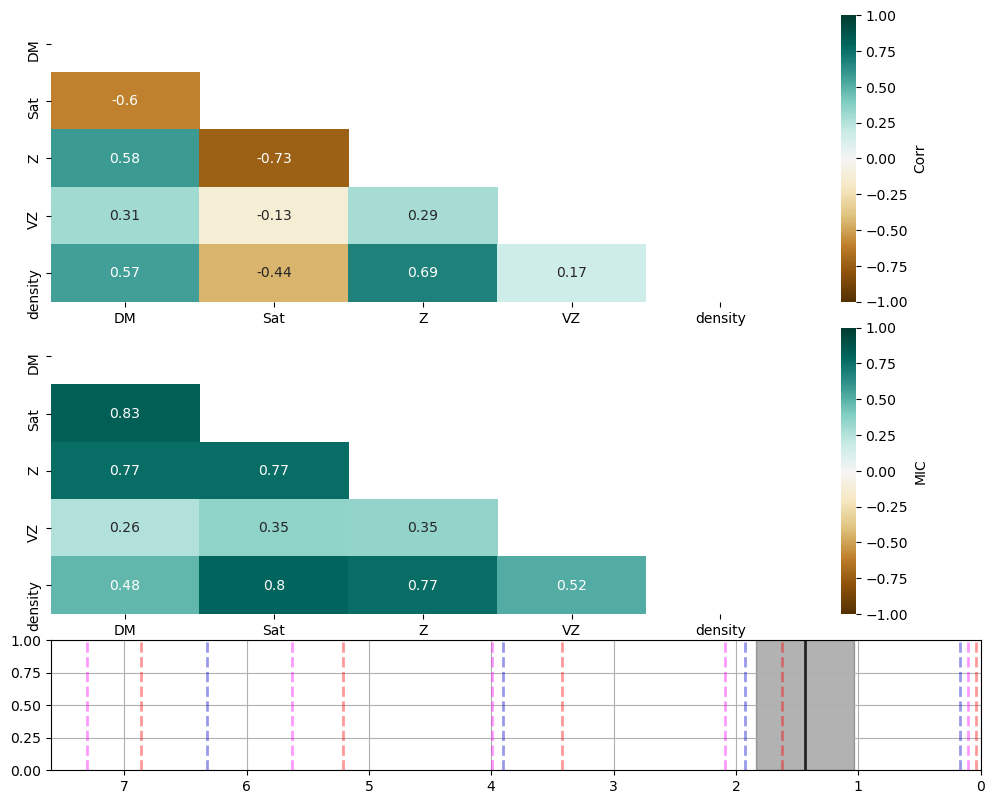 DM
Sat
Z
VZ
density
-0.6
0.58 -0.73
0.31 -0.13 0.29
0.57 -0.44 0.69 0.17
DM Sat Z VZ density
1.00
0.75
0.50
0.25
0.00
−0.25
−0.50
−0.75
−1.00
Corr
DM
Sat
Z
VZ
density
0.83
0.77 0.77
0.26 0.35 0.35
0.48 0.8 0.77 0.52
DM Sat Z VZ density
1.00
0.75
0.50
0.25
0.00
−0.25
−0.50
−0.75
−1.00
MIC
1.00
0.75
0.50
0.25
0.00
7 6 5 4 3 2 1 0